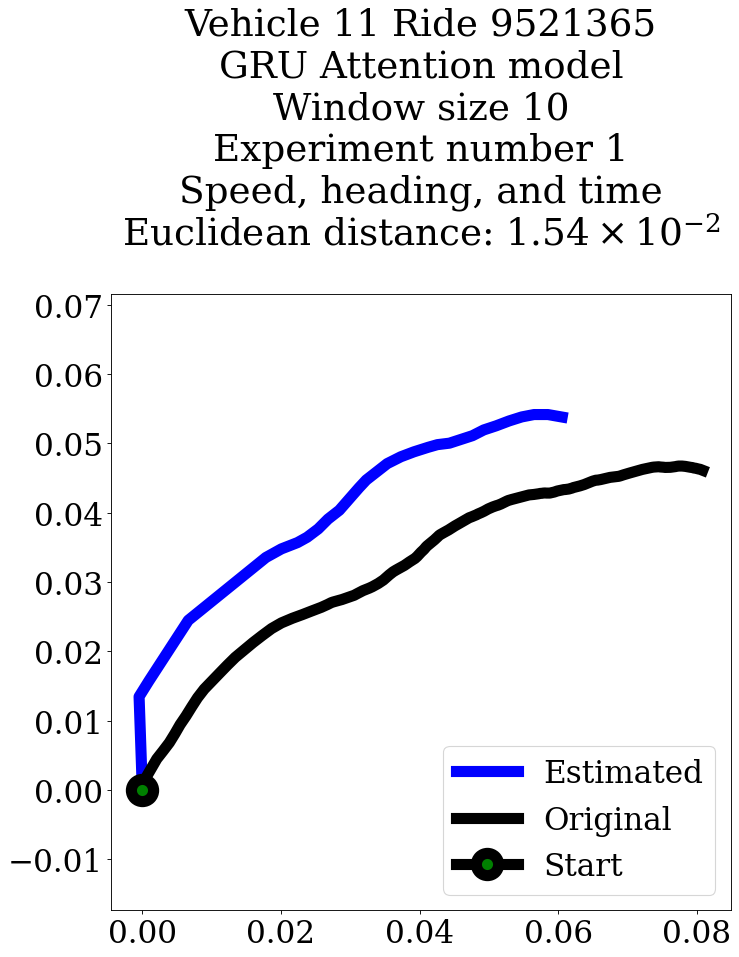 Vehicle 11 Ride 9521365
GRU Attention model
Window size 10
Experiment number 1
Speed, heading, and time
Euclidean distance: 1.54 × 10⁻²
0.07
0.06
0.05
0.04
0.03
0.02
0.01
0.00
−0.01
Estimated
Original
Start
0.00 0.02 0.04 0.06 0.08